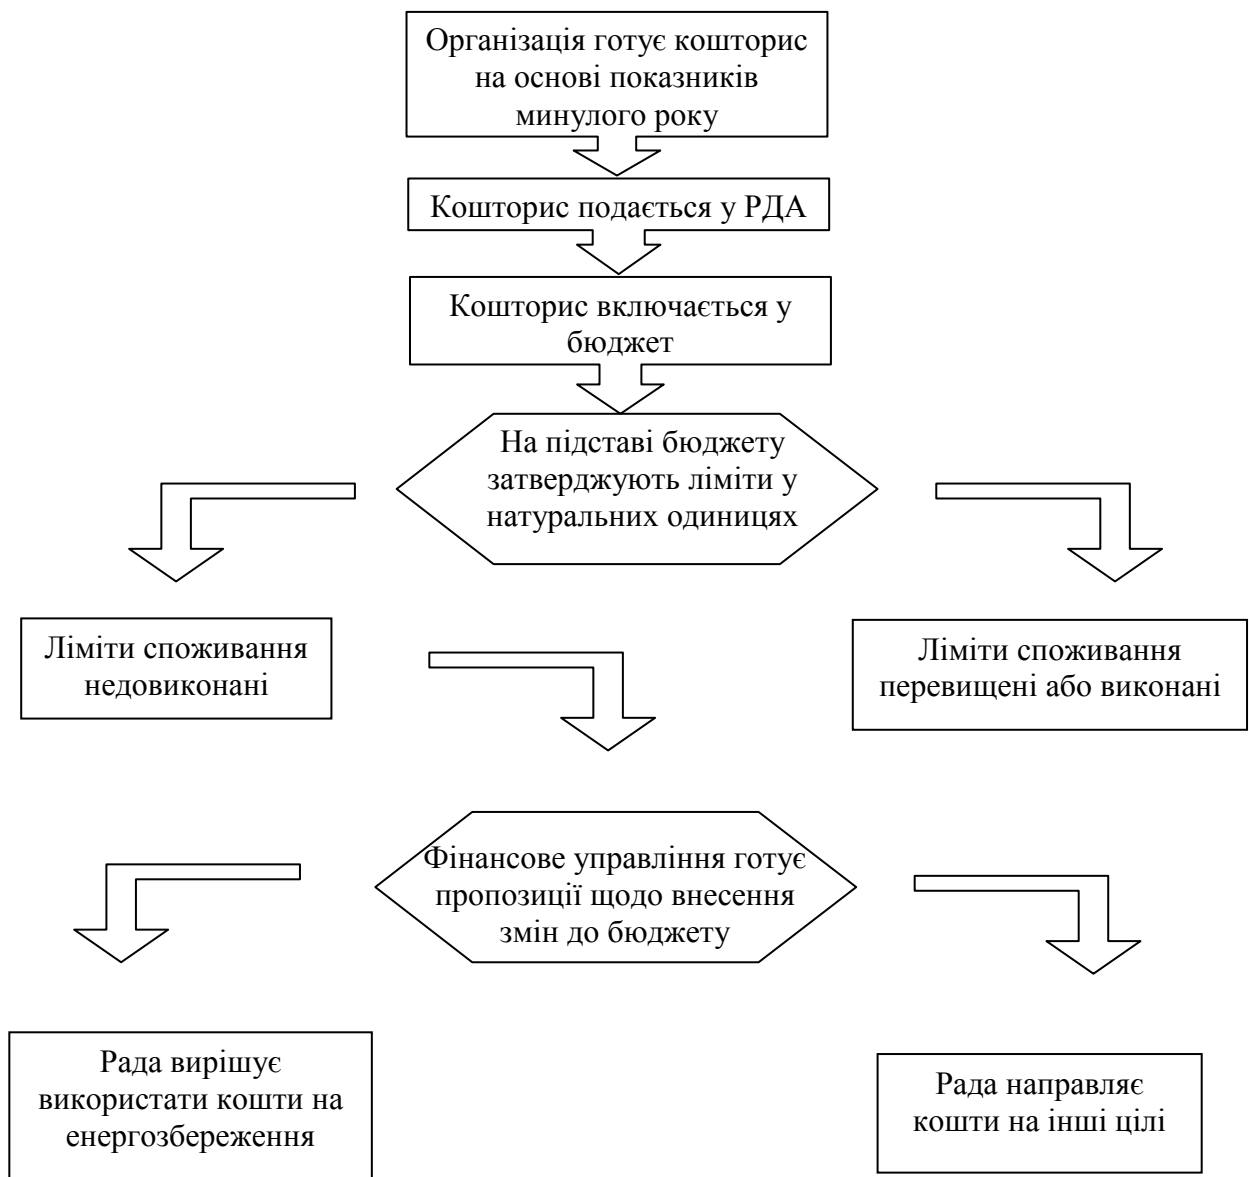 Організація готує кошторис
на основі показників
минулого року
Кошторис подається у РДА
Кошторис включається у
бюджет
На підставі бюджету
затверджують ліміти у
натуральних одиницях
Ліміти споживання
недовиконані
Ліміти споживання
перевищені або виконані
Фінансове управління готує
пропозиції щодо внесення
змін до бюджету
Рада вирішує
використати кошти на
енергозбереження
Рада направляє
кошти на інші цілі